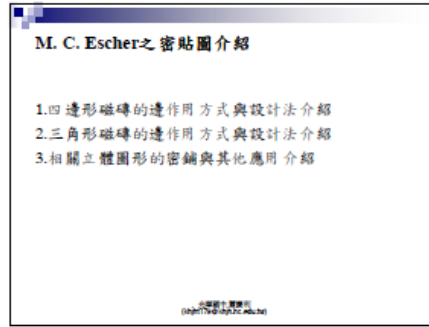 M. C. Escher之密貼圖介紹
1.四邊形磁磚的邊作用方式與設計法介紹
2.三角形磁磚的邊作用方式與設計法介紹
3.相關立體圖形的密鋪與其他應用介紹